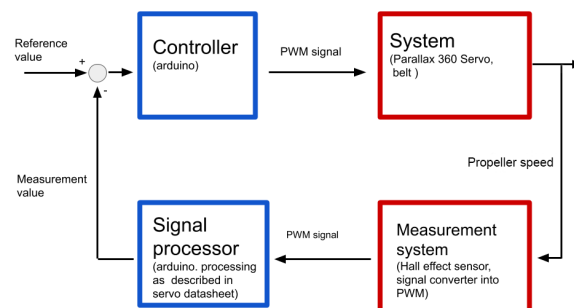 Reference
value
+
-
Controller
(arduino)
PWM signal
System
(Parallax 360 Servo,
belt )
Propeller speed
Measurement
value
Signal
processor
(arduino. processing
as described in
servo datasheet)
PWM signal
Measurement
system
(Hall effect sensor,
signal converter into
PWM)